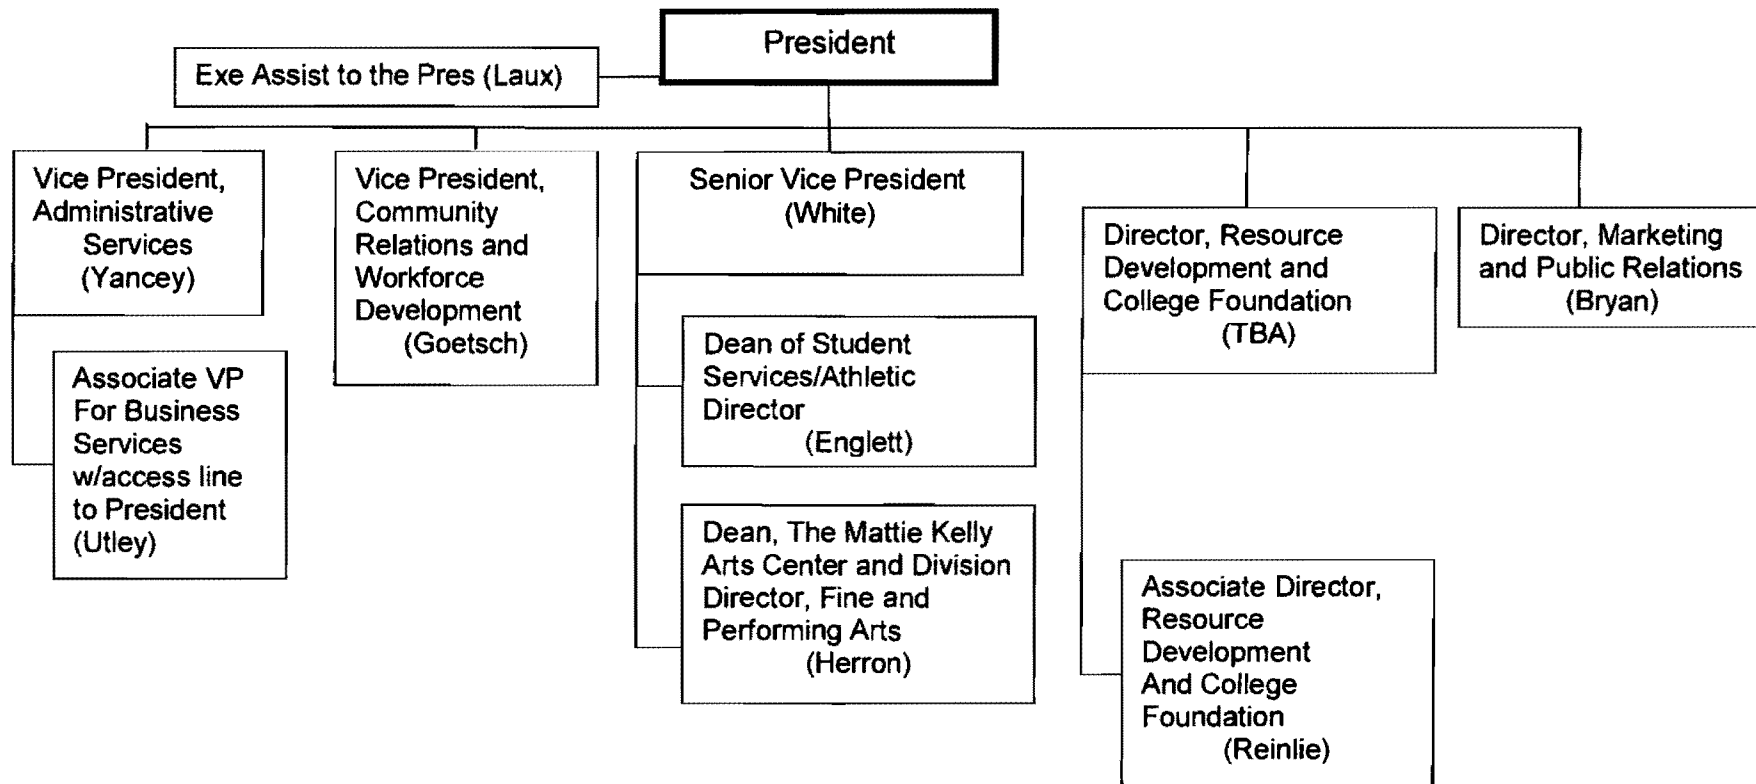 President
Exe Assist to the Pres (Laux)
Vice President,
Administrative
Services
(Yancey)
Associate VP
For Business
Services
w/access line
to President
(Utley)
Vice President,
Community
Relations and
Workforce
Development
(Goetsch)
Senior Vice President
(White)
Dean of Student
Services/Athletic
Director
(Englett)
Dean, The Mattie Kelly
Arts Center and Division
Director, Fine and
Performing Arts
(Herron)
Director, Resource
Development and
College Foundation
(TBA)
Associate Director,
Resource
Development
And College
Foundation
(Reinlie)
Director, Marketing
and Public Relations
(Bryan)